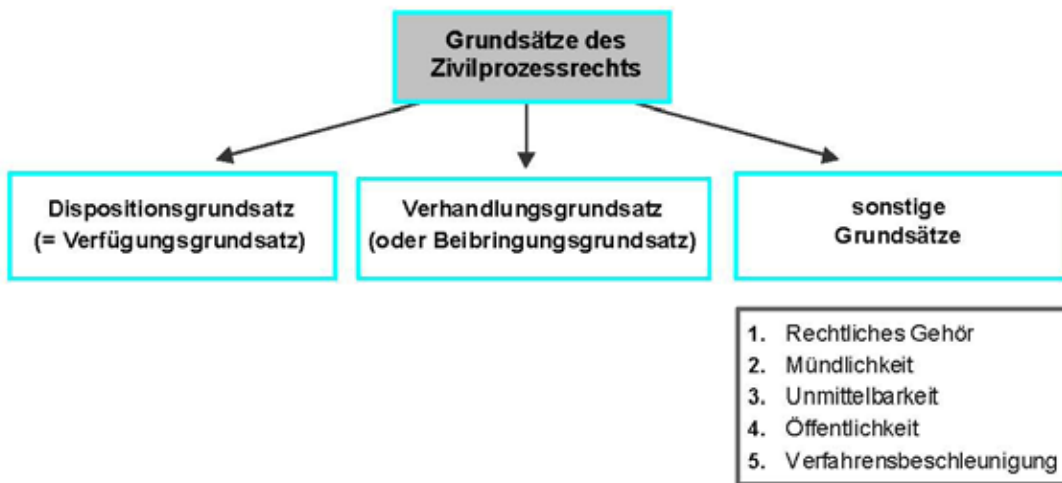 Grundsätze des
Zivilprozessrechts
Dispositionsgrundsatz
(= Verfügungsgrundsatz)
Verhandlungsgrundsatz
(oder Beibringungsgrundsatz)
sonstige
Grundsätze
1. Rechtliches Gehör
2. Mündlichkeit
3. Unmittelbarkeit
4. Öffentlichkeit
5. Verfahrensbeschleunigung